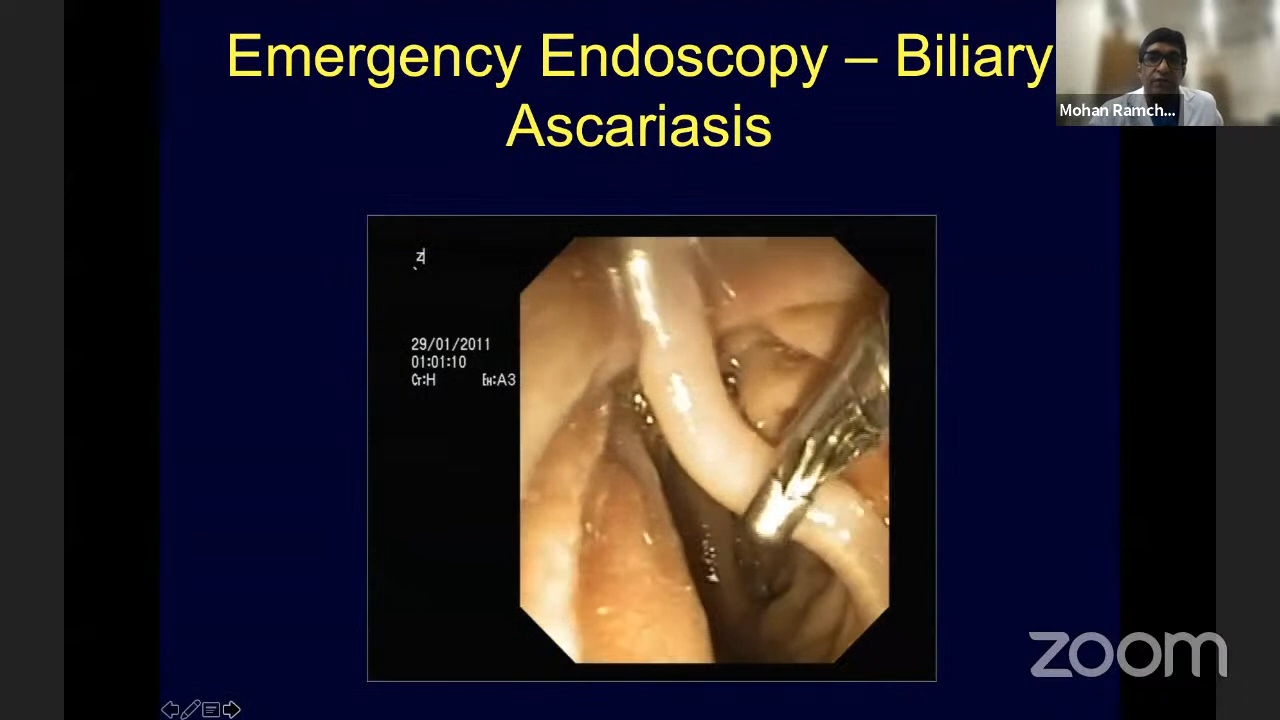 Emergency Endoscopy – Biliary
Ascariasis
Mohan Ramch...
z
29/01/2011
01:01:10
Cr:H Eh:A3
zoom